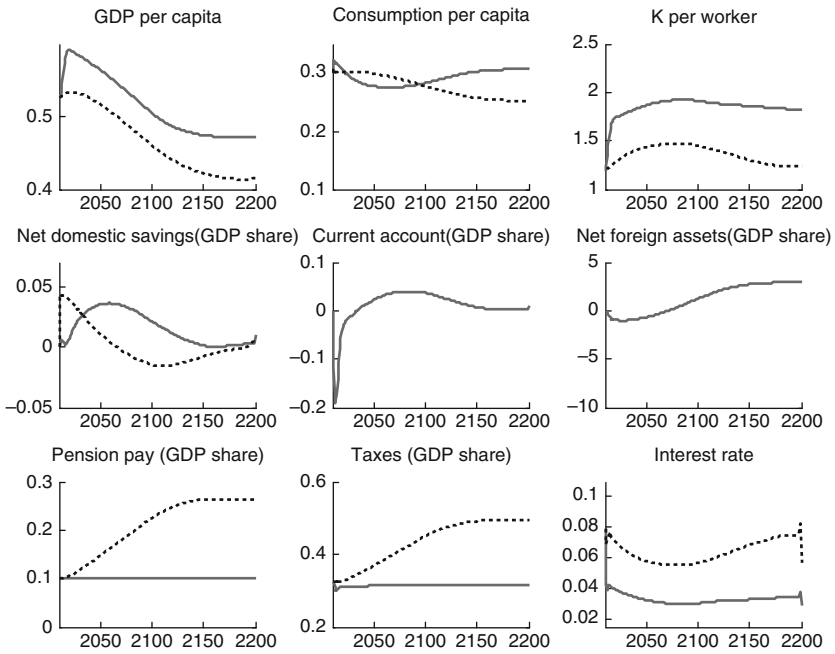 GDP per capita
0.5
0.4
2050 2100 2150 2200
Consumption per capita
0.3
0.2
0.1
2050 2100 2150 2200
K per worker
2.5
2
1.5
1
2050 2100 2150 2200
Net domestic savings(GDP share)
0.05
0
−0.05
2050 2100 2150 2200
Current account(GDP share)
0.1
0
−0.1
−0.2
2050 2100 2150 2200
Net foreign assets(GDP share)
5
0
−5
−10
2050 2100 2150 2200
Pension pay (GDP share)
0.3
0.2
0.1
0
2050 2100 2150 2200
Taxes (GDP share)
0.6
0.4
0.2
2050 2100 2150 2200
Interest rate
0.1
0.08
0.06
0.04
0.02
2050 2100 2150 2200